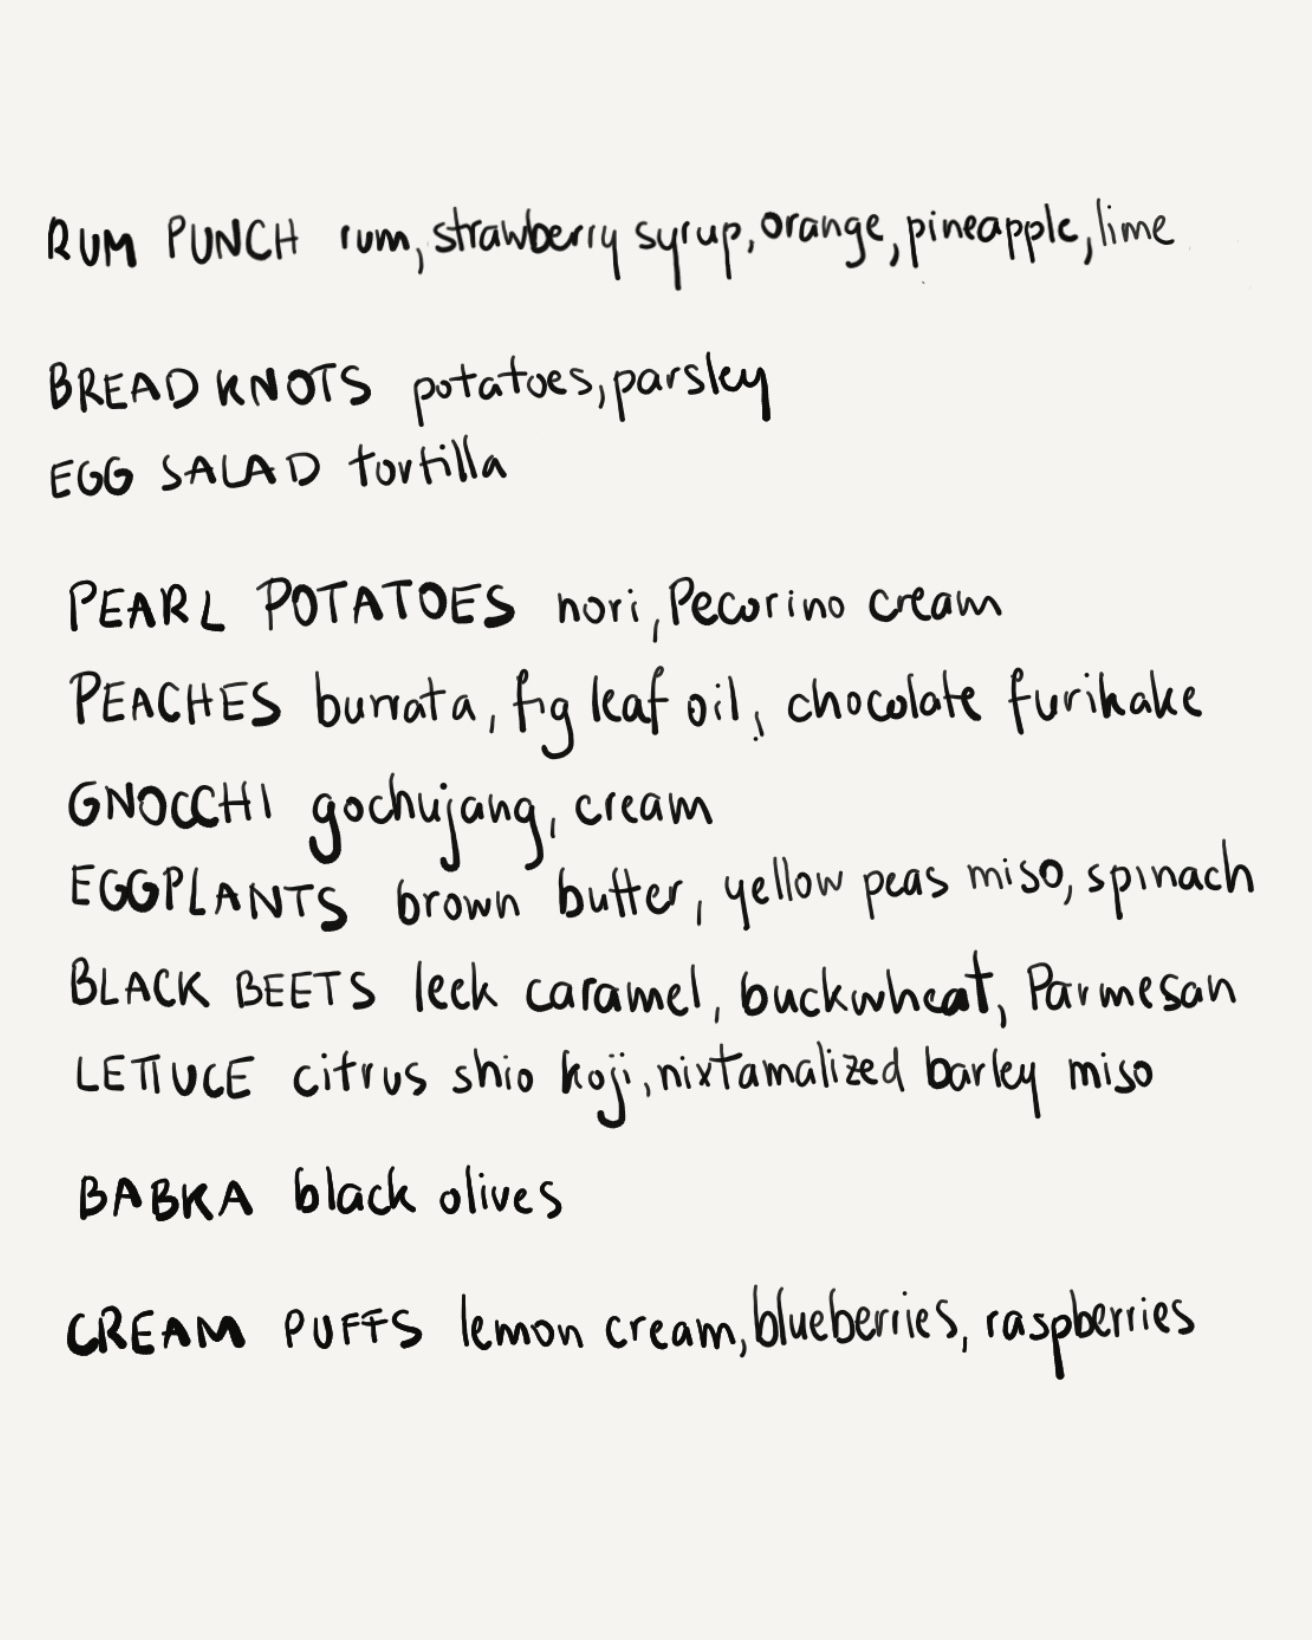 RUM PUNCH rum, strawberry syrup, orange, pineapple, lime
BREAD KNOTS potatoes, parsley
EGG SALAD tortilla
PEARL POTATOES nori, Pecorino cream
PEACHES burrata, fig leaf oil, chocolate furikake
GNOCCHI gochujang, cream
EGGPLANTS brown butter, yellow peas miso, spinach
BLACK BEETS leek caramel, buckwheat, Parmesan
LETTUCE citrus shio koji, nixtamalized barley miso
BABKA black olives
CREAM PUFFS lemon cream, blueberries, raspberries